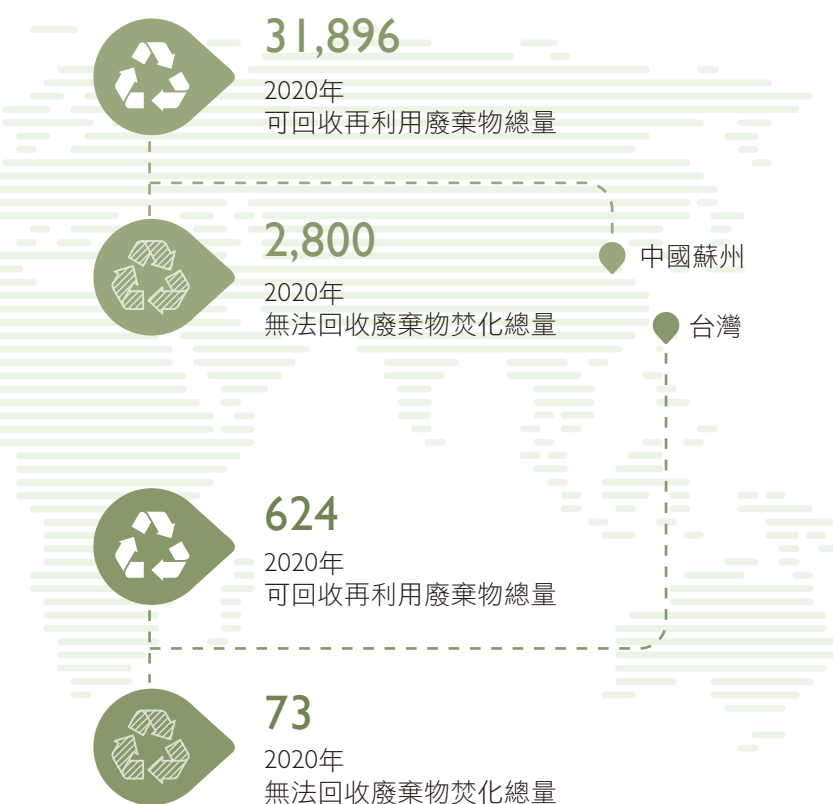 31,896
2020年
可回收再利用廢棄物總量
2,800
2020年
無法回收廢棄物焚化總量
中國蘇州
台灣
624
2020年
可回收再利用廢棄物總量
73
2020年
無法回收廢棄物焚化總量